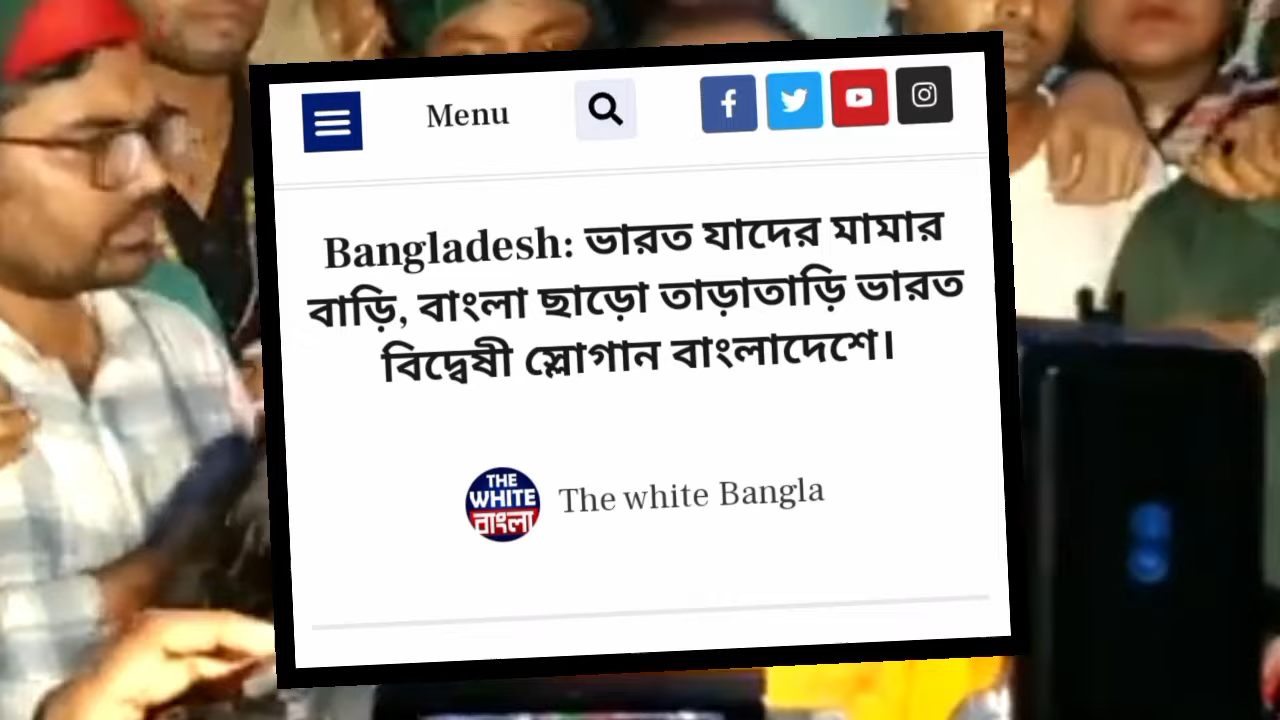 Menu
Bangladesh: ভারত যাদের মামার
বাড়ি, বাংলা ছাড়ো তাড়াতাড়ি ভারত
বিদ্বেষী স্লোগান বাংলাদেশে।
THE
WHITE
বাংলা
The white Bangla